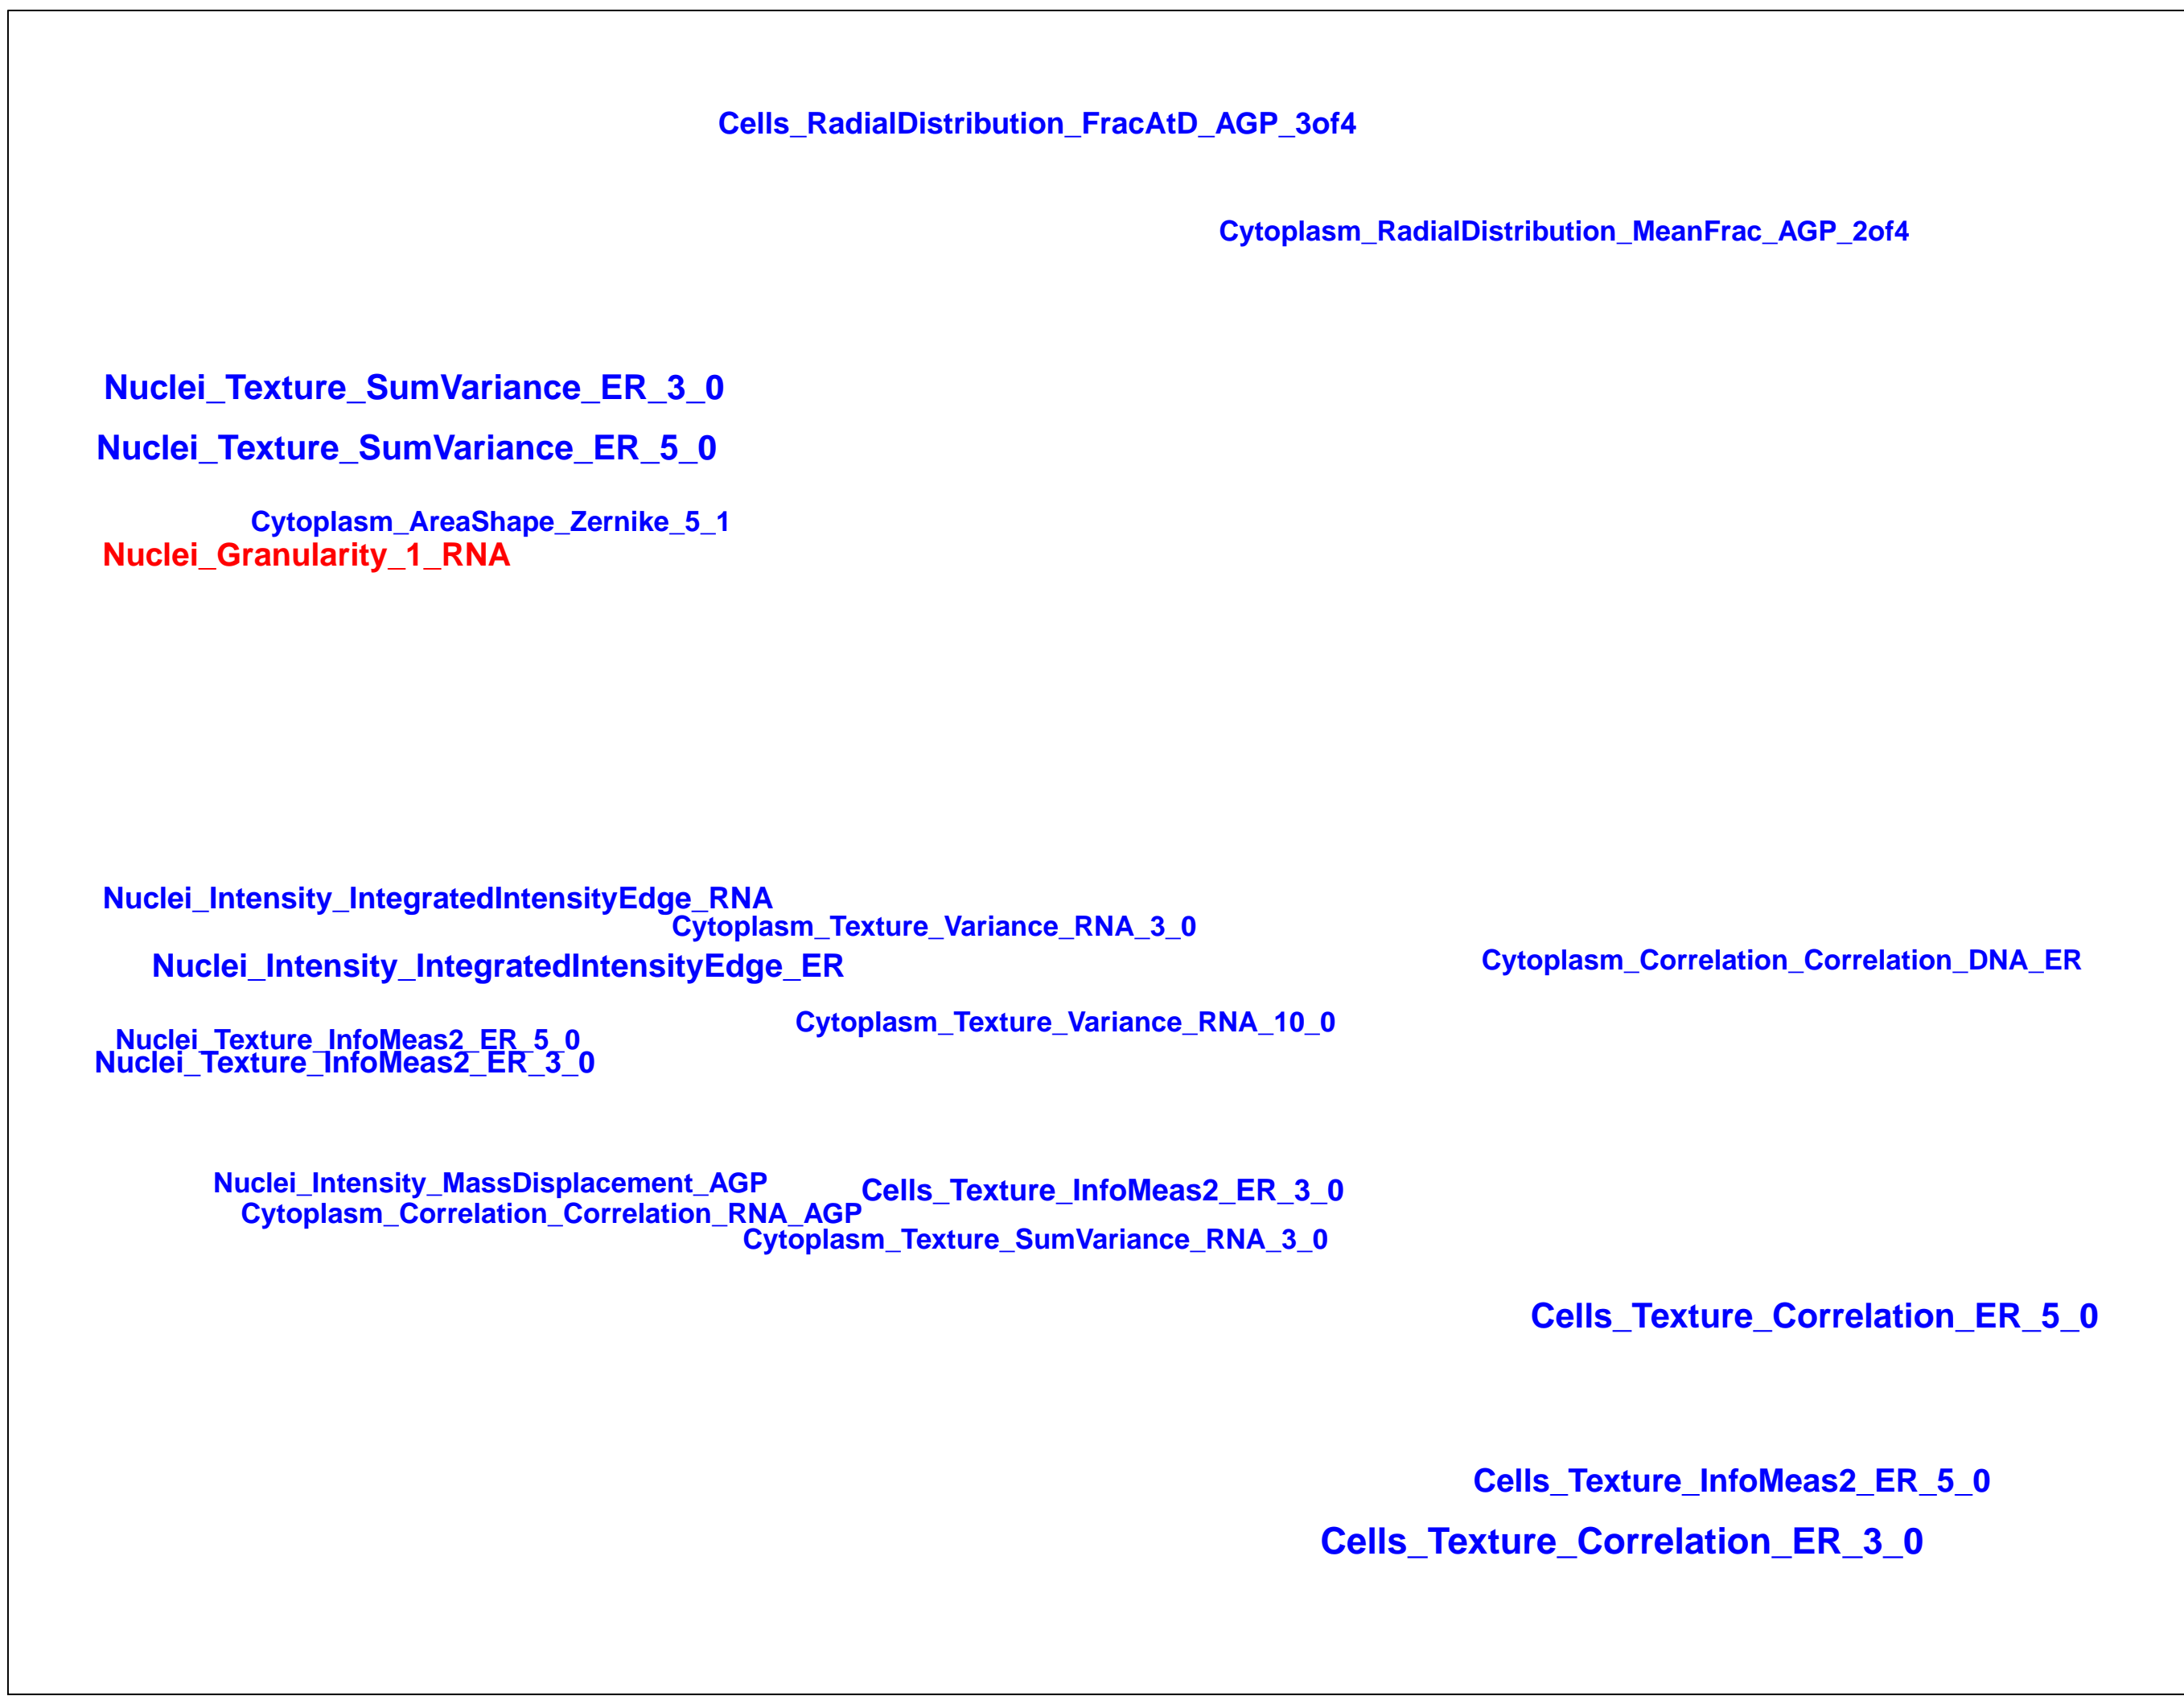 Cells_RadialDistribution_FracAtD_AGP_3of4
Cytoplasm_RadialDistribution_MeanFrac_AGP_2of4
Nuclei_Texture_SumVariance_ER_3_0
Nuclei_Texture_SumVariance_ER_5_0
Cytoplasm_AreaShape_Zernike_5_1
Nuclei_Granularity_1_RNA
Nuclei_Intensity_IntegratedIntensityEdge_RNA
Cytoplasm_Texture_Variance_RNA_3_0
Nuclei_Intensity_IntegratedIntensityEdge_ER
Cytoplasm_Correlation_Correlation_DNA_ER
Cytoplasm_Texture_Variance_RNA_10_0
Nuclei_Texture_InfoMeas2_ER_5_0
Nuclei_Texture_InfoMeas2_ER_3_0
Nuclei_Intensity_MassDisplacement_AGP
Cells_Texture_InfoMeas2_ER_3_0
Cytoplasm_Correlation_Correlation_RNA_AGP
Cytoplasm_Texture_SumVariance_RNA_3_0
Cells_Texture_Correlation_ER_5_0
Cells_Texture_InfoMeas2_ER_5_0
Cells_Texture_Correlation_ER_3_0